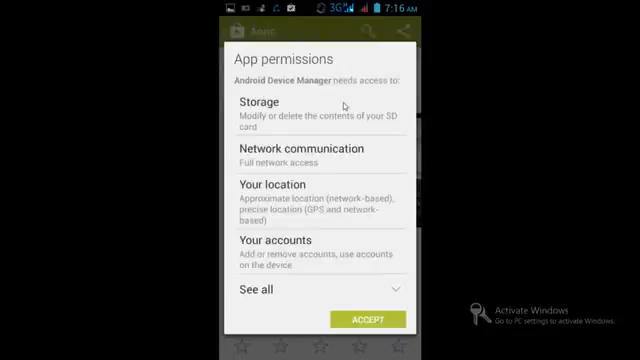 3G 7:16 AM
Apps
App permissions
Android Device Manager needs access to:
Storage
Modify or delete the contents of your SD
card
Network communication
Full network access
Your location
Approximate location (network-based),
precise location (GPS and network-
based)
Your accounts
Add or remove accounts, use accounts
on the device
See all
ACCEPT
Activate Windows
Go to PC settings to activate Windows.